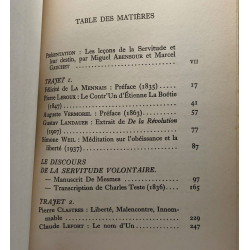 TABLE DES MATIÈRES
PRÉSENTATION : Les leçons de la Servitude et
leur destin, par Miguel ABENSOUR et Marcel
GAUCHET
VII
TRAJET 1.
Félicité de LA MENNAIS : Préface (1835) 17
Pierre LEROUX : Le Contr'Un d'Étienne La Boétie
(1847) 41
Auguste VERMOREL : Préface (1863) 57
Gustav LANDAUER : Extrait de De la Révolution
(1907) 77
Simone WEIL : Méditation sur l'obéissance et la
liberté (1937) 87
LE DISCOURS
DE LA SERVITUDE VOLONTAIRE.
— Manuscrit De Mesmes 97
— Transcription de Charles Teste (1836) 165
TRAJET 2.
Pierre CLASTRES : Liberté, Malencontre, Innom-
mable 229
Claude LEFORT : Le nom d'Un 247